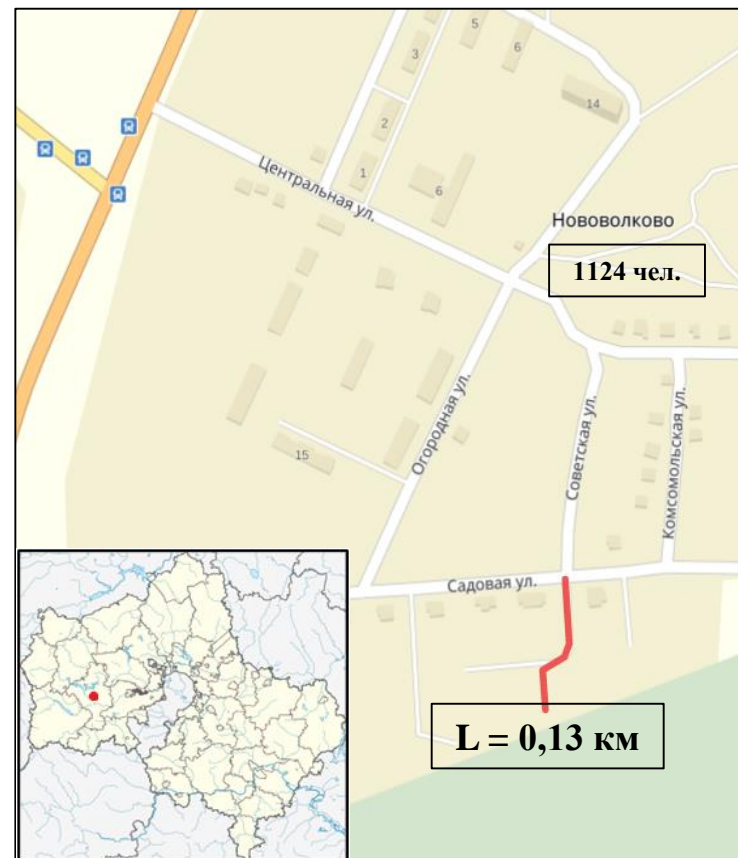 5
6
3
14
2
1
Центральная ул.
6
Нововолково
1124 чел.
Огородная ул.
Советская ул.
Комсомольская ул.
15
Садовая ул.
L = 0,13 км